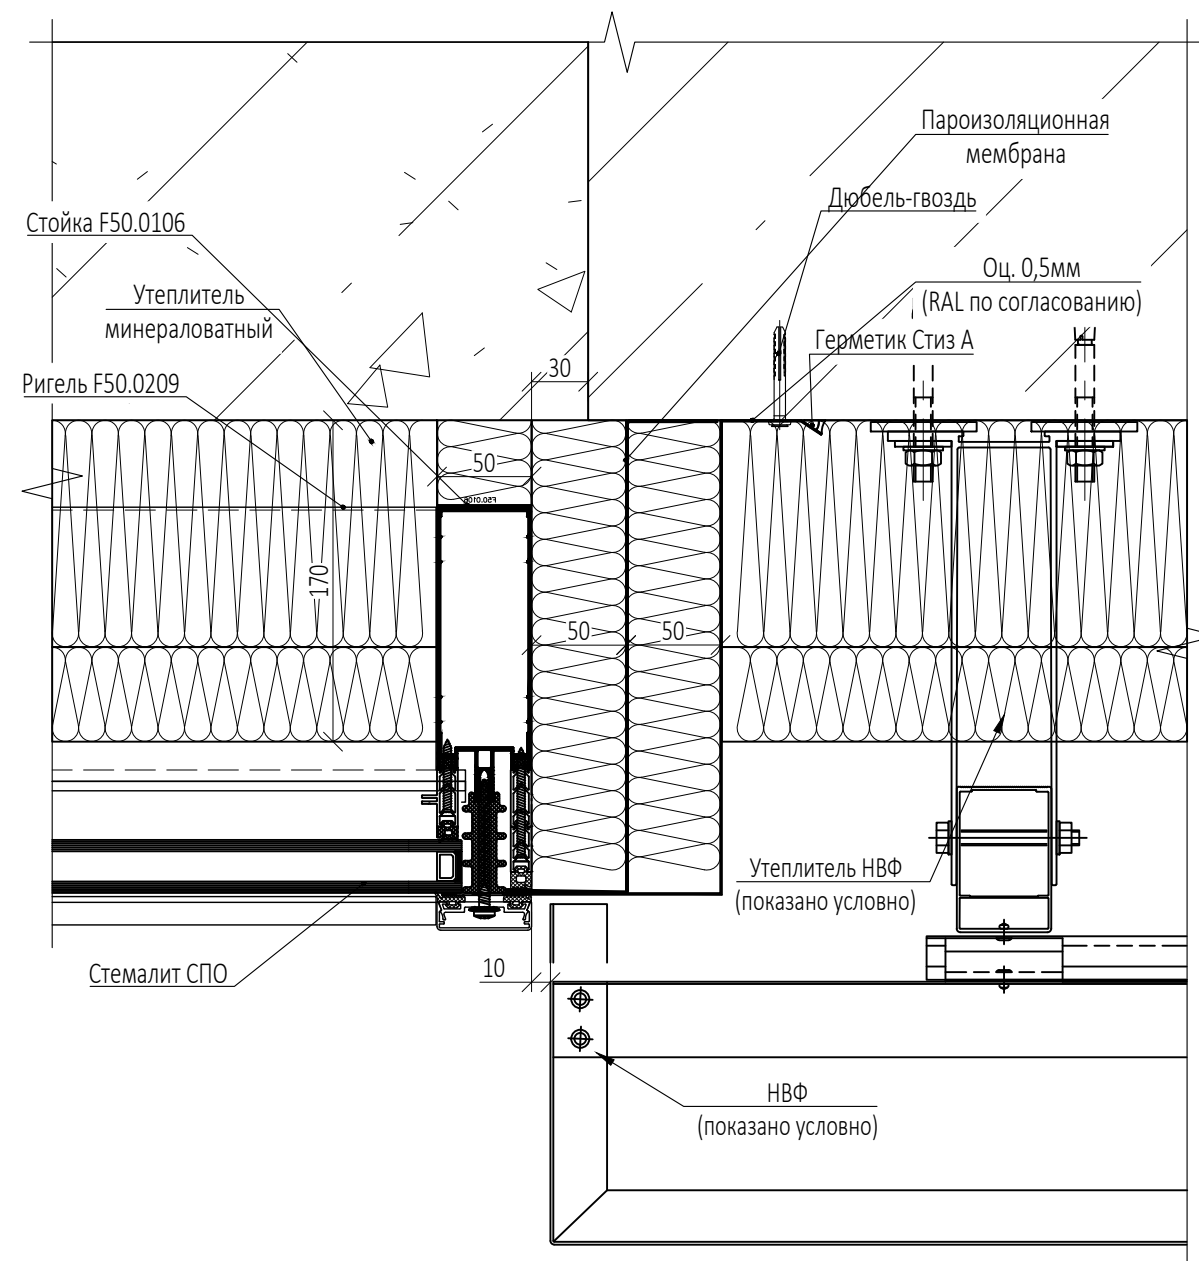 Пароизоляционная
мембрана
Дюбель-гвоздь
Стойка F50.0106
Оц. 0,5мм
(RAL по согласованию)
Утеплитель
минераловатный
Герметик Стиз А
30
Ригель F50.0209
50
F50.0106
170
50
50
Утеплитель НВФ
(показано условно)
10
Стемалит СПО
НВФ
(показано условно)